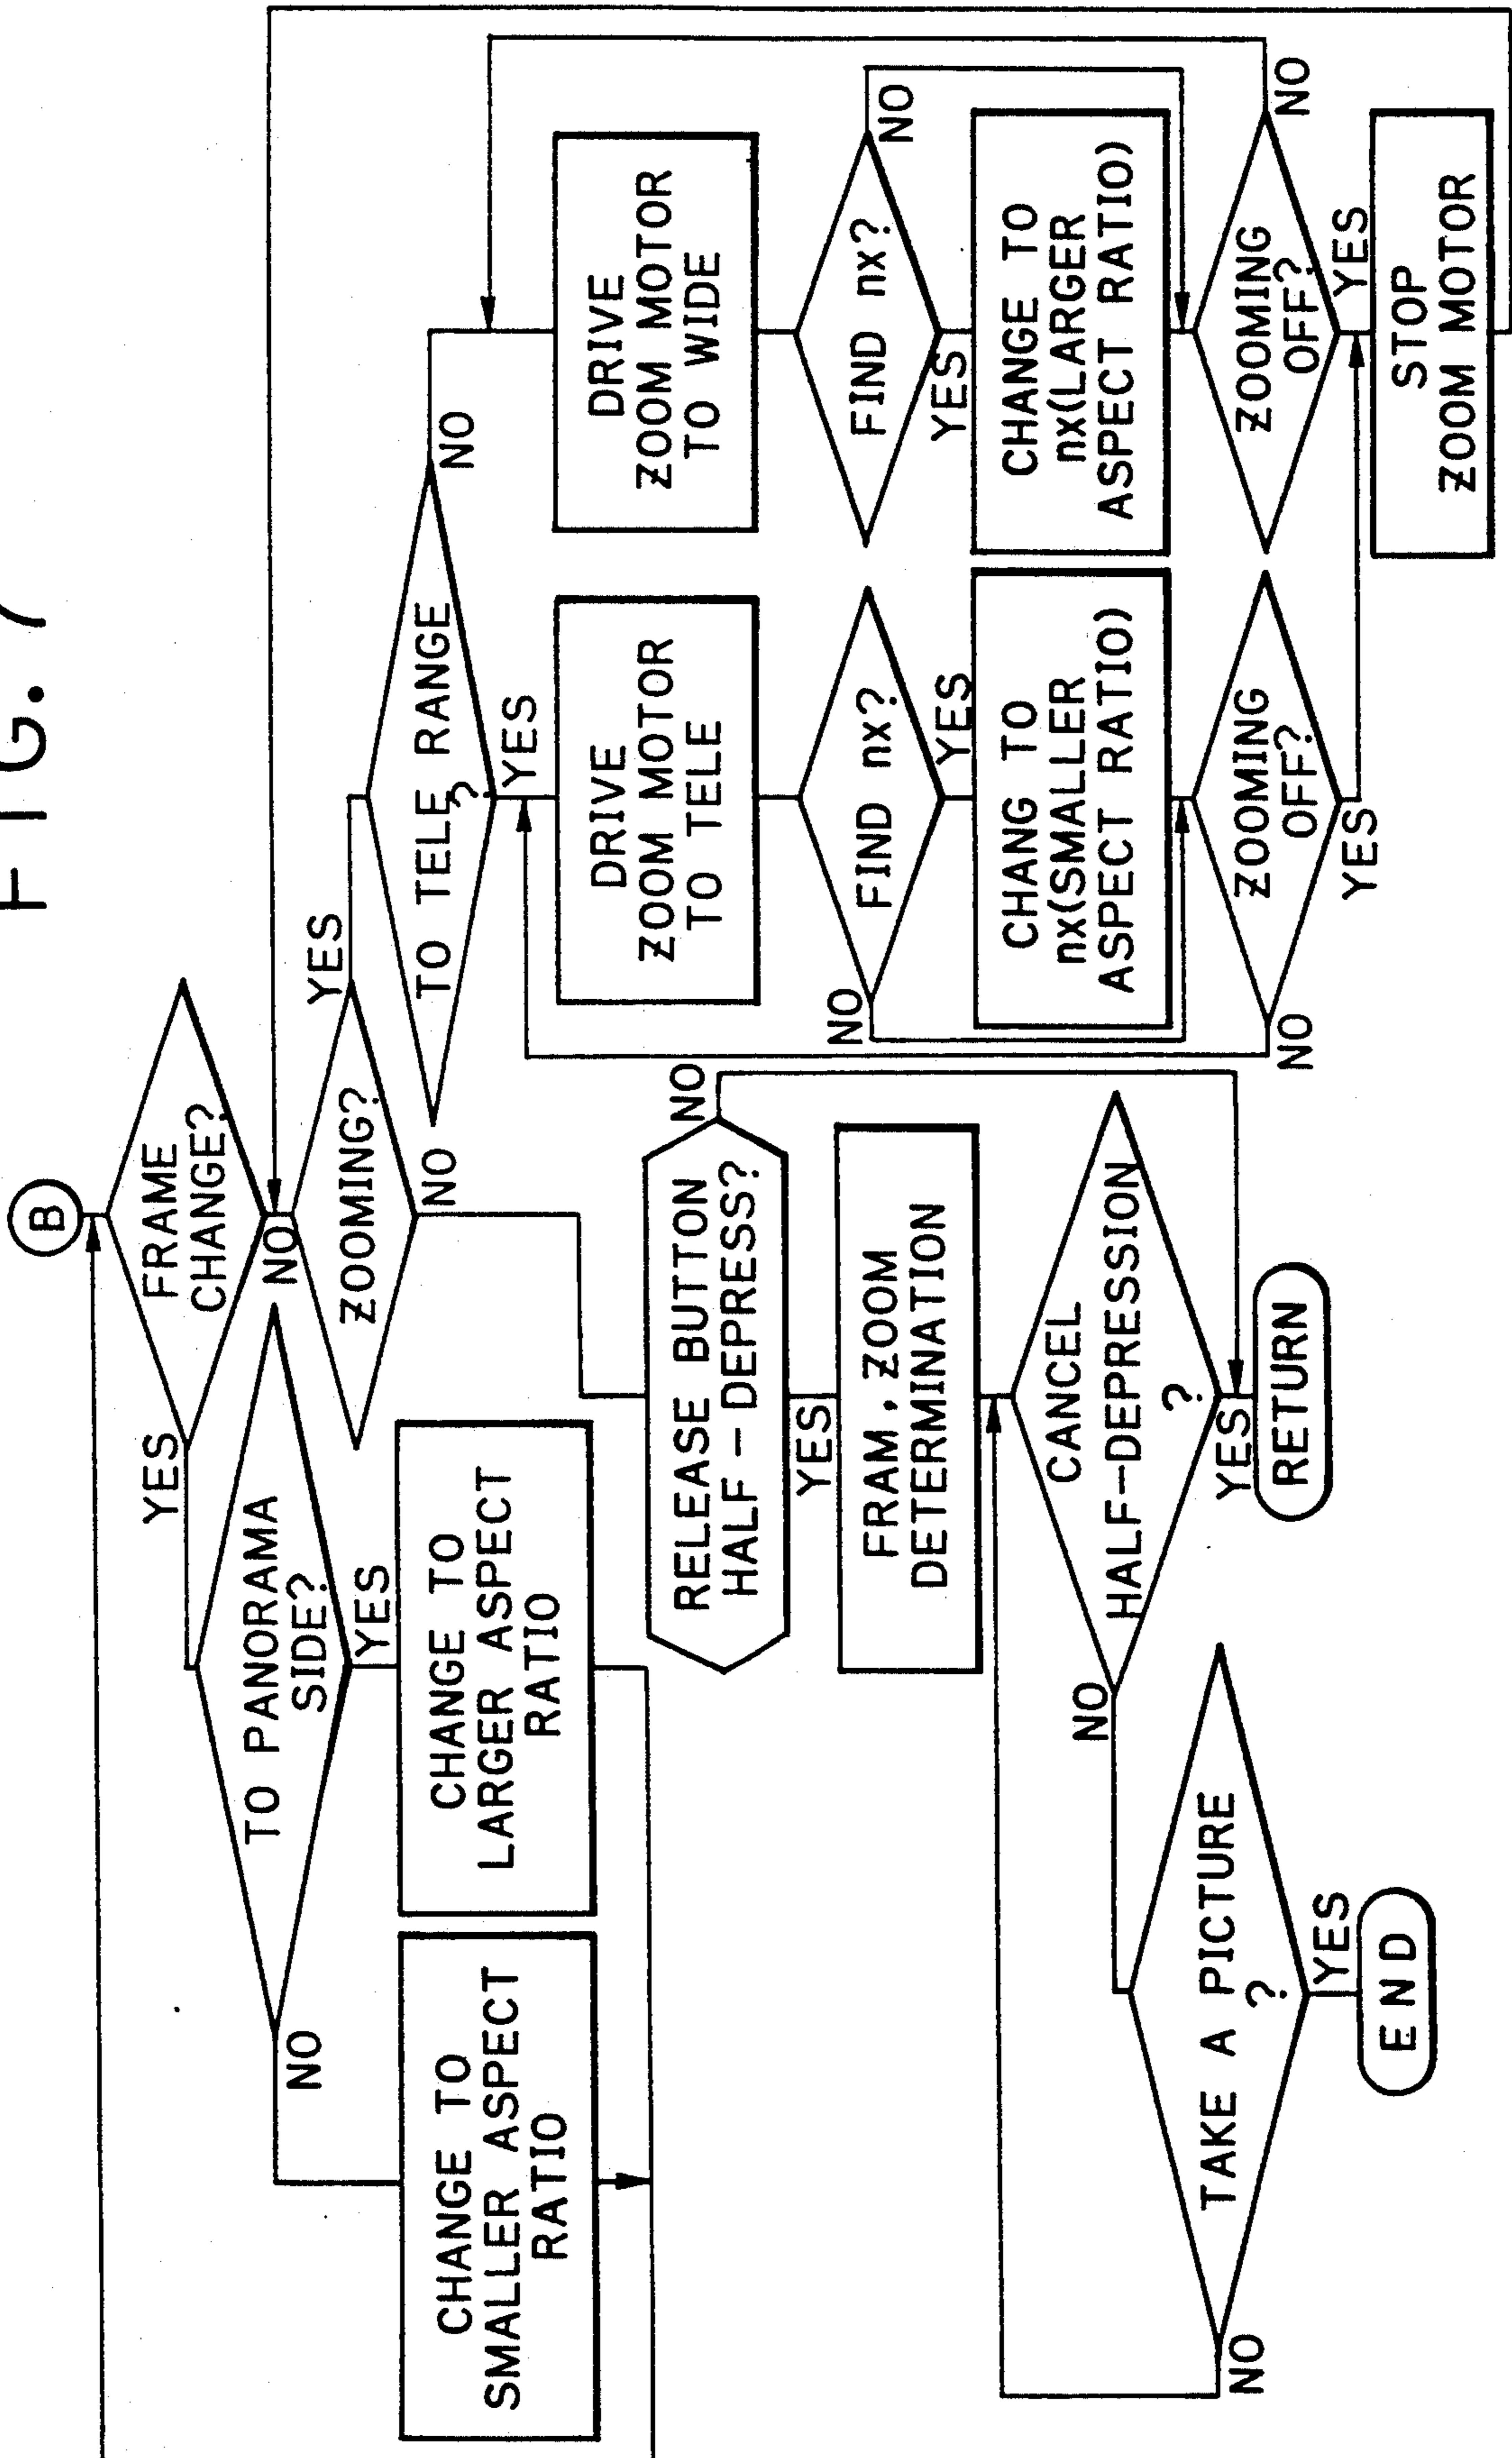 FIG. 7
B
FRAME
CHANGE?
YES
NO
TO PANORAMA
SIDE?
NO
YES
CHANGE TO
SMALLER ASPECT
RATIO
CHANGE TO
LARGER ASPECT
RATIO
ZOOMING?
YES
NO
TO TELE RANGE
?
NO
YES
DRIVE
ZOOM MOTOR
TO TELE
DRIVE
ZOOM MOTOR
TO WIDE
FIND nx?
NO
YES
FIND nx?
NO
YES
CHANG TO
nx(SMALLER
ASPECT RATIO)
CHANGE TO
nx(LARGER
ASPECT RATIO)
ZOOMING
OFF?
NO
YES
ZOOMING
OFF?
NO
YES
STOP
ZOOM MOTOR
RELEASE BUTTON
HALF-DEPRESS?
NO
YES
FRAM, ZOOM
DETERMINATION
CANCEL
HALF-DEPRESSION
?
NO
YES
RETURN
TAKE A PICTURE
?
NO
YES
END